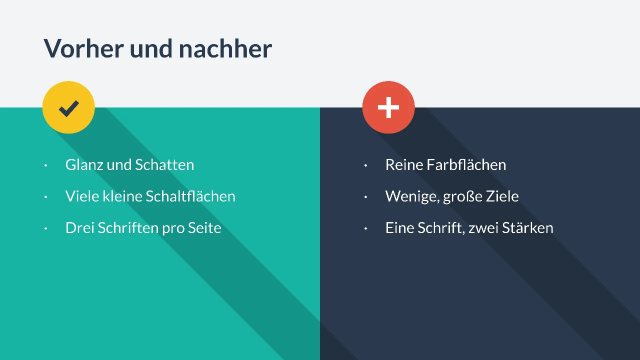 Vorher und nachher
· Glanz und Schatten
· Viele kleine Schaltflächen
· Drei Schriften pro Seite
· Reine Farbflächen
· Wenige, große Ziele
· Eine Schrift, zwei Stärken